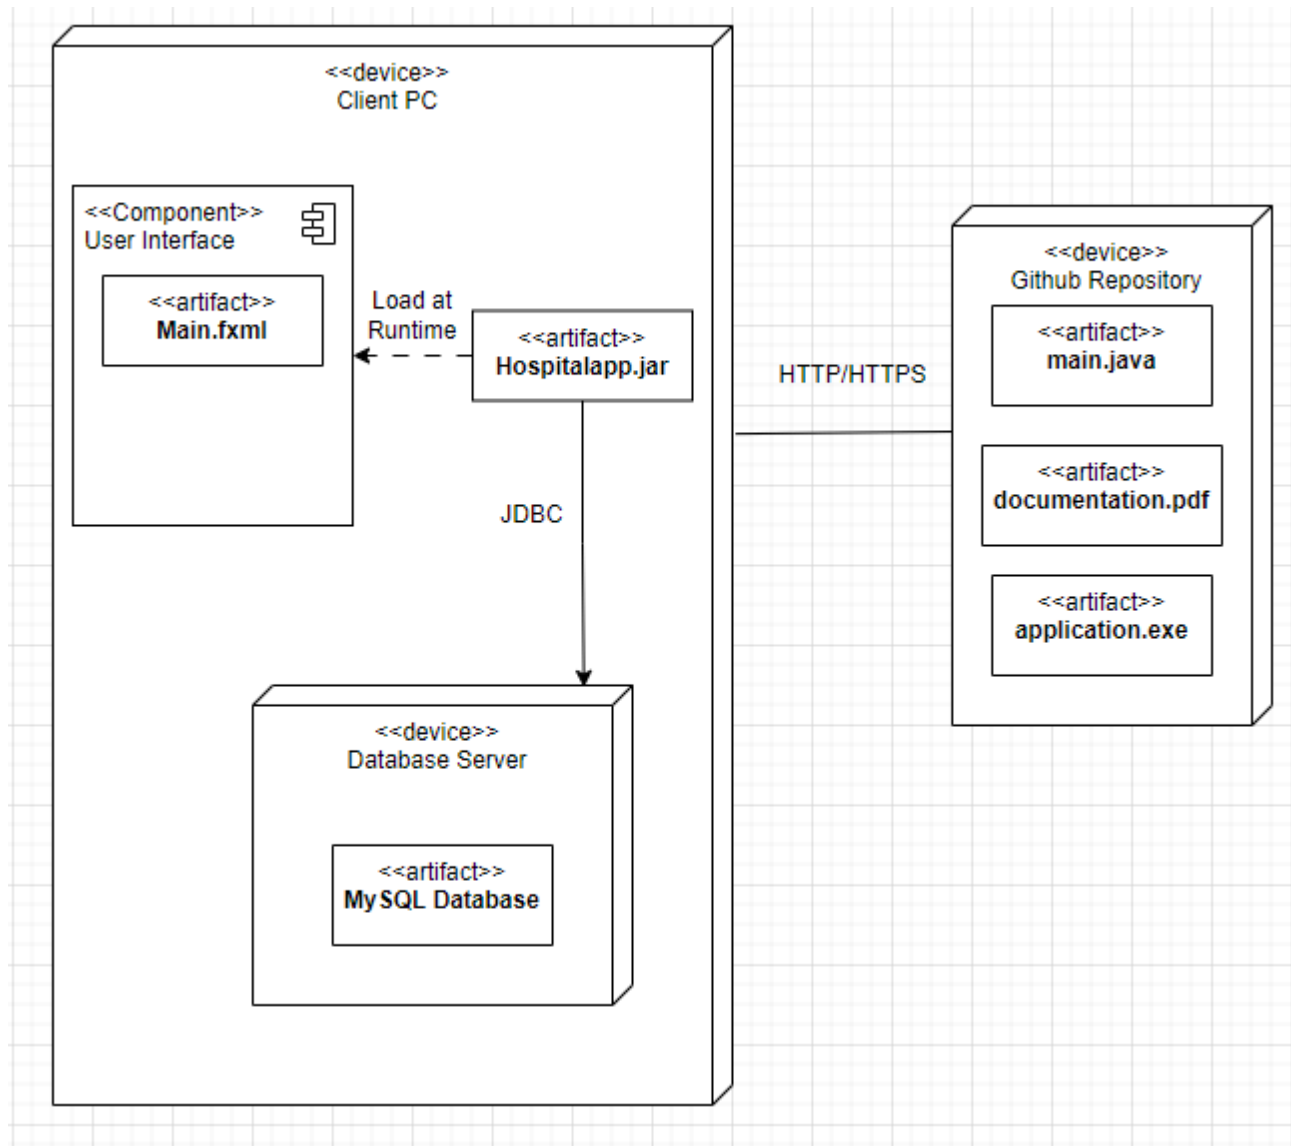 <<device>>
Client PC
<<Component>>
User Interface
<<artifact>>
Main.fxml
Load at
Runtime
<<artifact>>
Hospitalapp.jar
JDBC
<<device>>
Database Server
<<artifact>>
MySQL Database
HTTP/HTTPS
<<device>>
Github Repository
<<artifact>>
main.java
<<artifact>>
documentation.pdf
<<artifact>>
application.exe